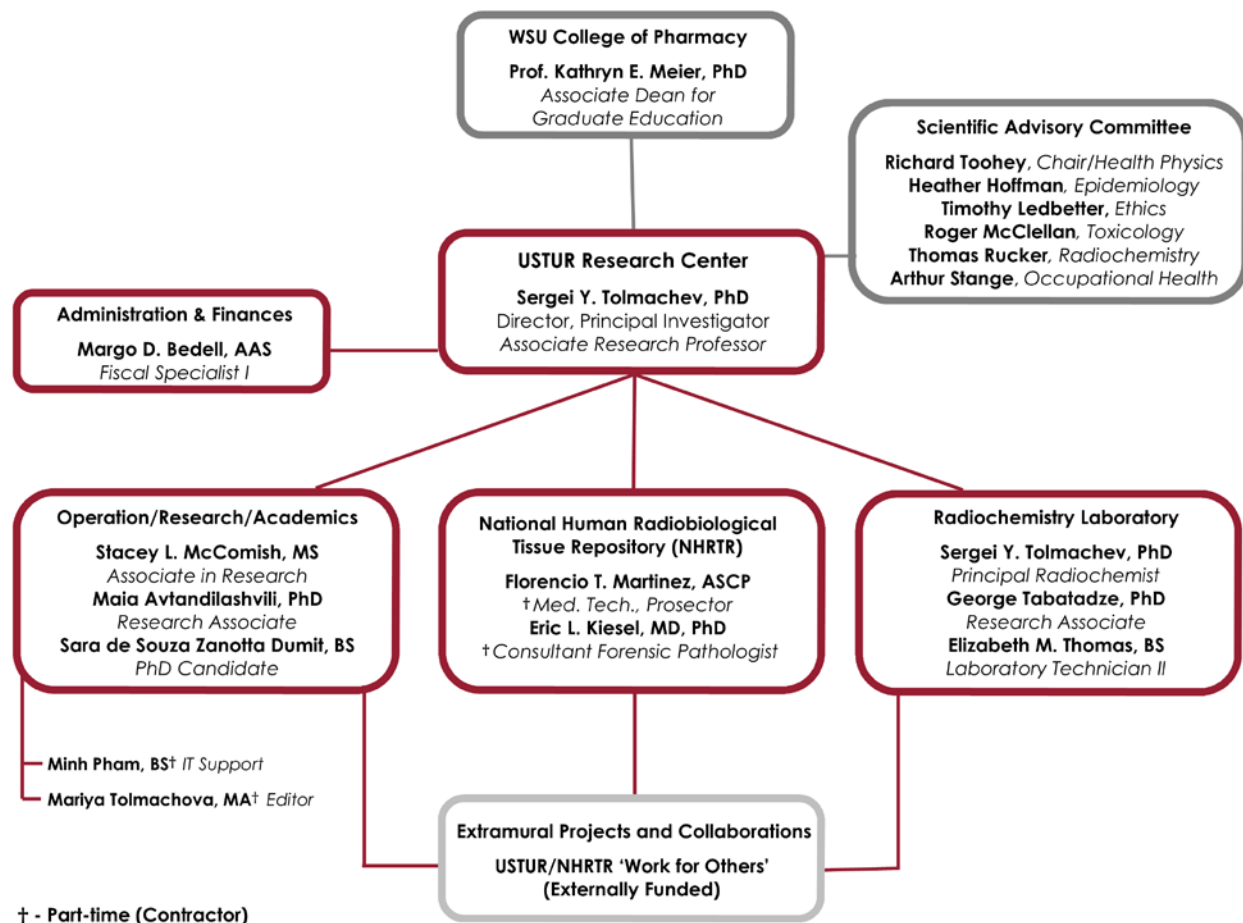 WSU College of Pharmacy
Prof. Kathryn E. Meier, PhD
Associate Dean for
Graduate Education
Scientific Advisory Committee
Richard Toohey, Chair/Health Physics
Heather Hoffman, Epidemiology
Timothy Ledbetter, Ethics
Roger McClellan, Toxicology
Thomas Rucker, Radiochemistry
Arthur Stange, Occupational Health
USTUR Research Center
Sergei Y. Tolmachev, PhD
Director, Principal Investigator
Associate Research Professor
Administration & Finances
Margo D. Bedell, AAS
Fiscal Specialist I
Operation/Research/Academics
Stacey L. McComish, MS
Associate in Research
Maia Avtandilashvili, PhD
Research Associate
Sara de Souza Zanotta Dumit, BS
PhD Candidate
National Human Radiobiological
Tissue Repository (NHRTR)
Florencio T. Martinez, ASCP
†Med. Tech., Prosector
Eric L. Kiesel, MD, PhD
†Consultant Forensic Pathologist
Radiochemistry Laboratory
Sergei Y. Tolmachev, PhD
Principal Radiochemist
George Tabatadze, PhD
Research Associate
Elizabeth M. Thomas, BS
Laboratory Technician II
Minh Pham, BS† IT Support
Mariya Tolmachova, MA† Editor
Extramural Projects and Collaborations
USTUR/NHRTR ‘Work for Others’
(Externally Funded)
† - Part-time (Contractor)